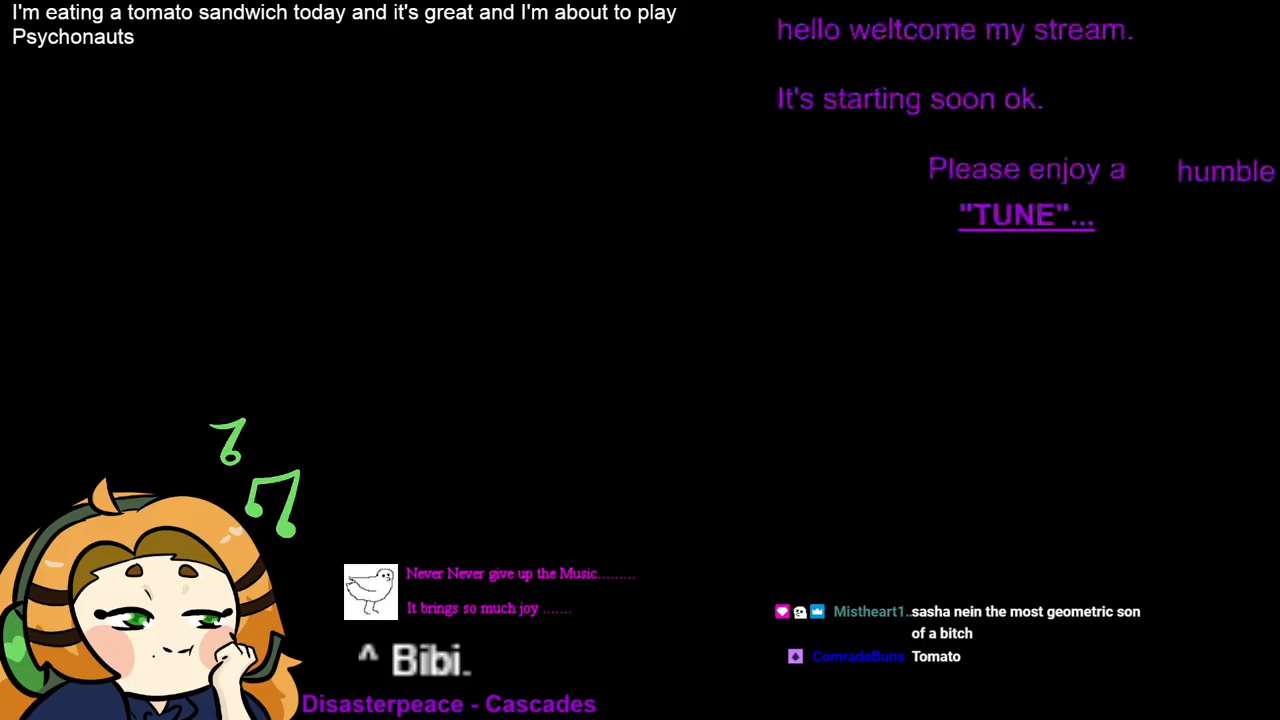 I'm eating a tomato sandwich today and it's great and I'm about to play
Psychonauts
hello weltcome my stream.
It's starting soon ok.
Please enjoy a humble
"TUNE"...
Never Never give up the Music.........
It brings so much joy .......
^ Bibi.
Disasterpeace - Cascades
Mistheart1.. sasha nein the most geometric son
of a bitch
ComradeBuns Tomato